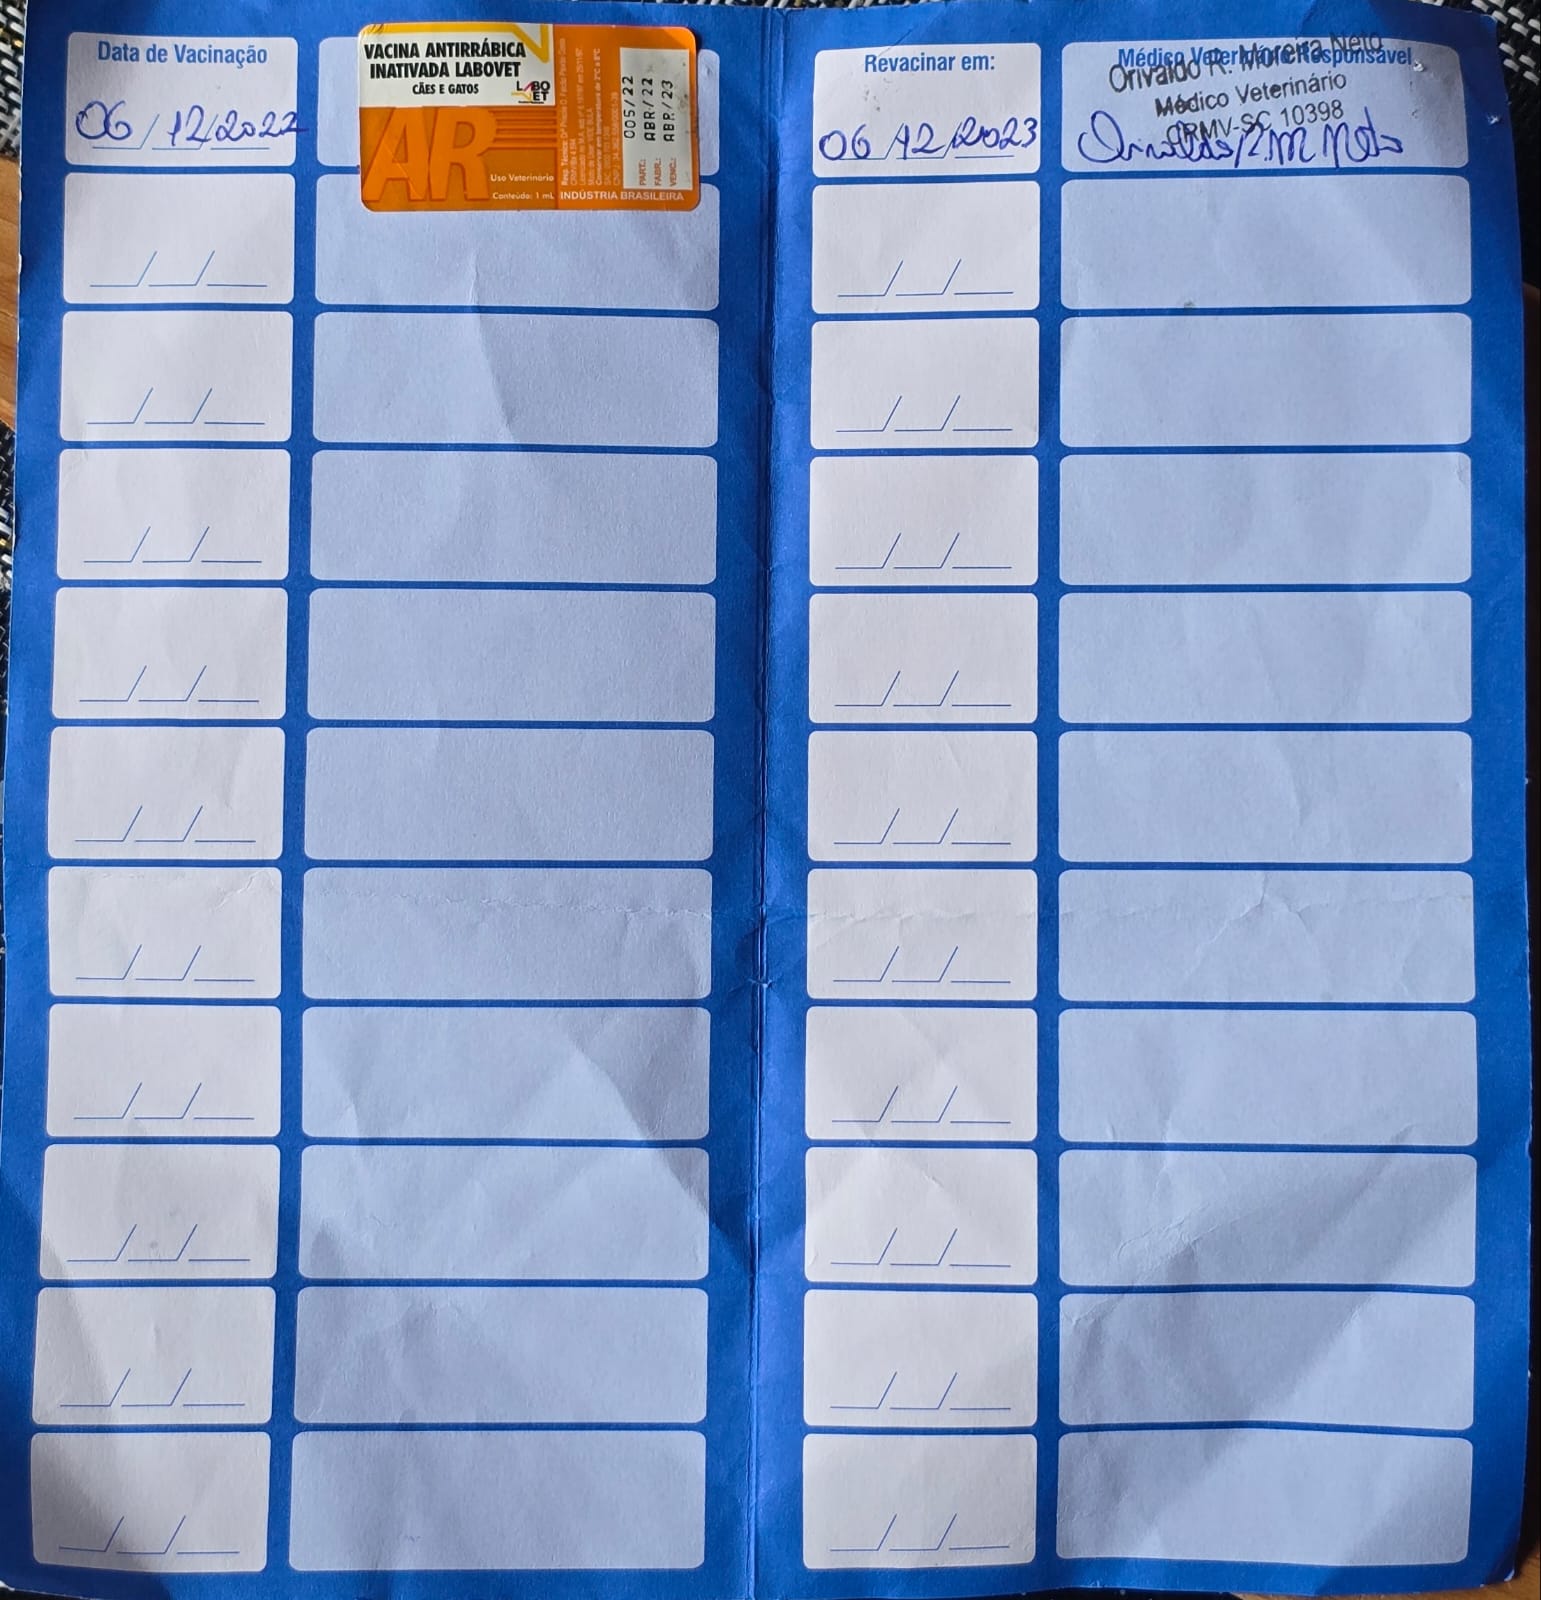 Data de Vacinação
06/12/2022
VACINA ANTIRRÁBICA
INATIVADA LABOVET
CÃES E GATOS
LABO
VET
AR
Uso Veterinário
Conteúdo: 1 mL
INDÚSTRIA BRASILEIRA
PART.: 005/22
FABR.: ABR/22
VENC.: ABR/23
Revacinar em:
06/12/2023
Médico Veterinário Responsável
Orivaldo R. Moreira Neto
Médico Veterinário
CRMV-SC 10398